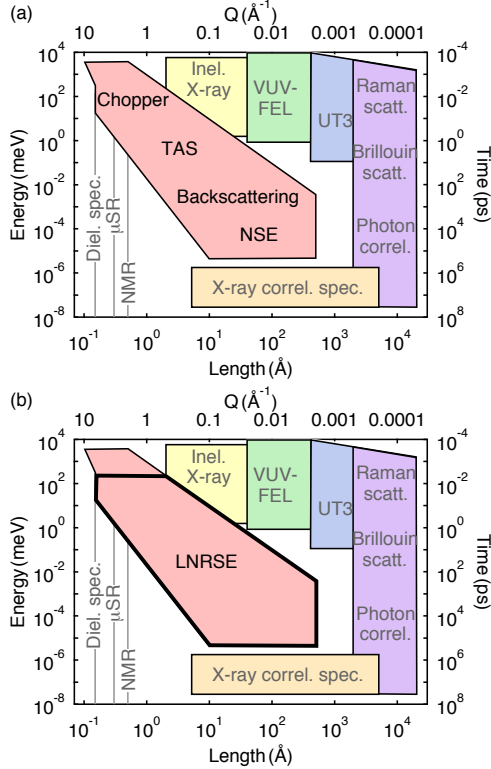 (a)
Q (Å⁻¹)
10 1 0.1 0.01 0.001 0.0001
Energy (meV)
10⁴
10²
10⁰
10⁻²
10⁻⁴
10⁻⁶
10⁻⁸
Chopper
TAS
Backscattering
NSE
Inel.
X-ray
VUV-
FEL
UT3
Raman
scatt.
Brillouin
scatt.
Photon
correl.
X-ray correl. spec.
Diel. spec.
μSR
NMR
10⁻⁴
10⁻²
10⁰
10²
10⁴
10⁶
10⁸
Time (ps)
10⁻¹ 10⁰ 10¹ 10² 10³ 10⁴
Length (Å)
(b)
Q (Å⁻¹)
10 1 0.1 0.01 0.001 0.0001
Energy (meV)
10⁴
10²
10⁰
10⁻²
10⁻⁴
10⁻⁶
10⁻⁸
LNRSE
Inel.
X-ray
VUV-
FEL
UT3
Raman
scatt.
Brillouin
scatt.
Photon
correl.
X-ray correl. spec.
Diel. spec.
μSR
NMR
10⁻⁴
10⁻²
10⁰
10²
10⁴
10⁶
10⁸
Time (ps)
10⁻¹ 10⁰ 10¹ 10² 10³ 10⁴
Length (Å)